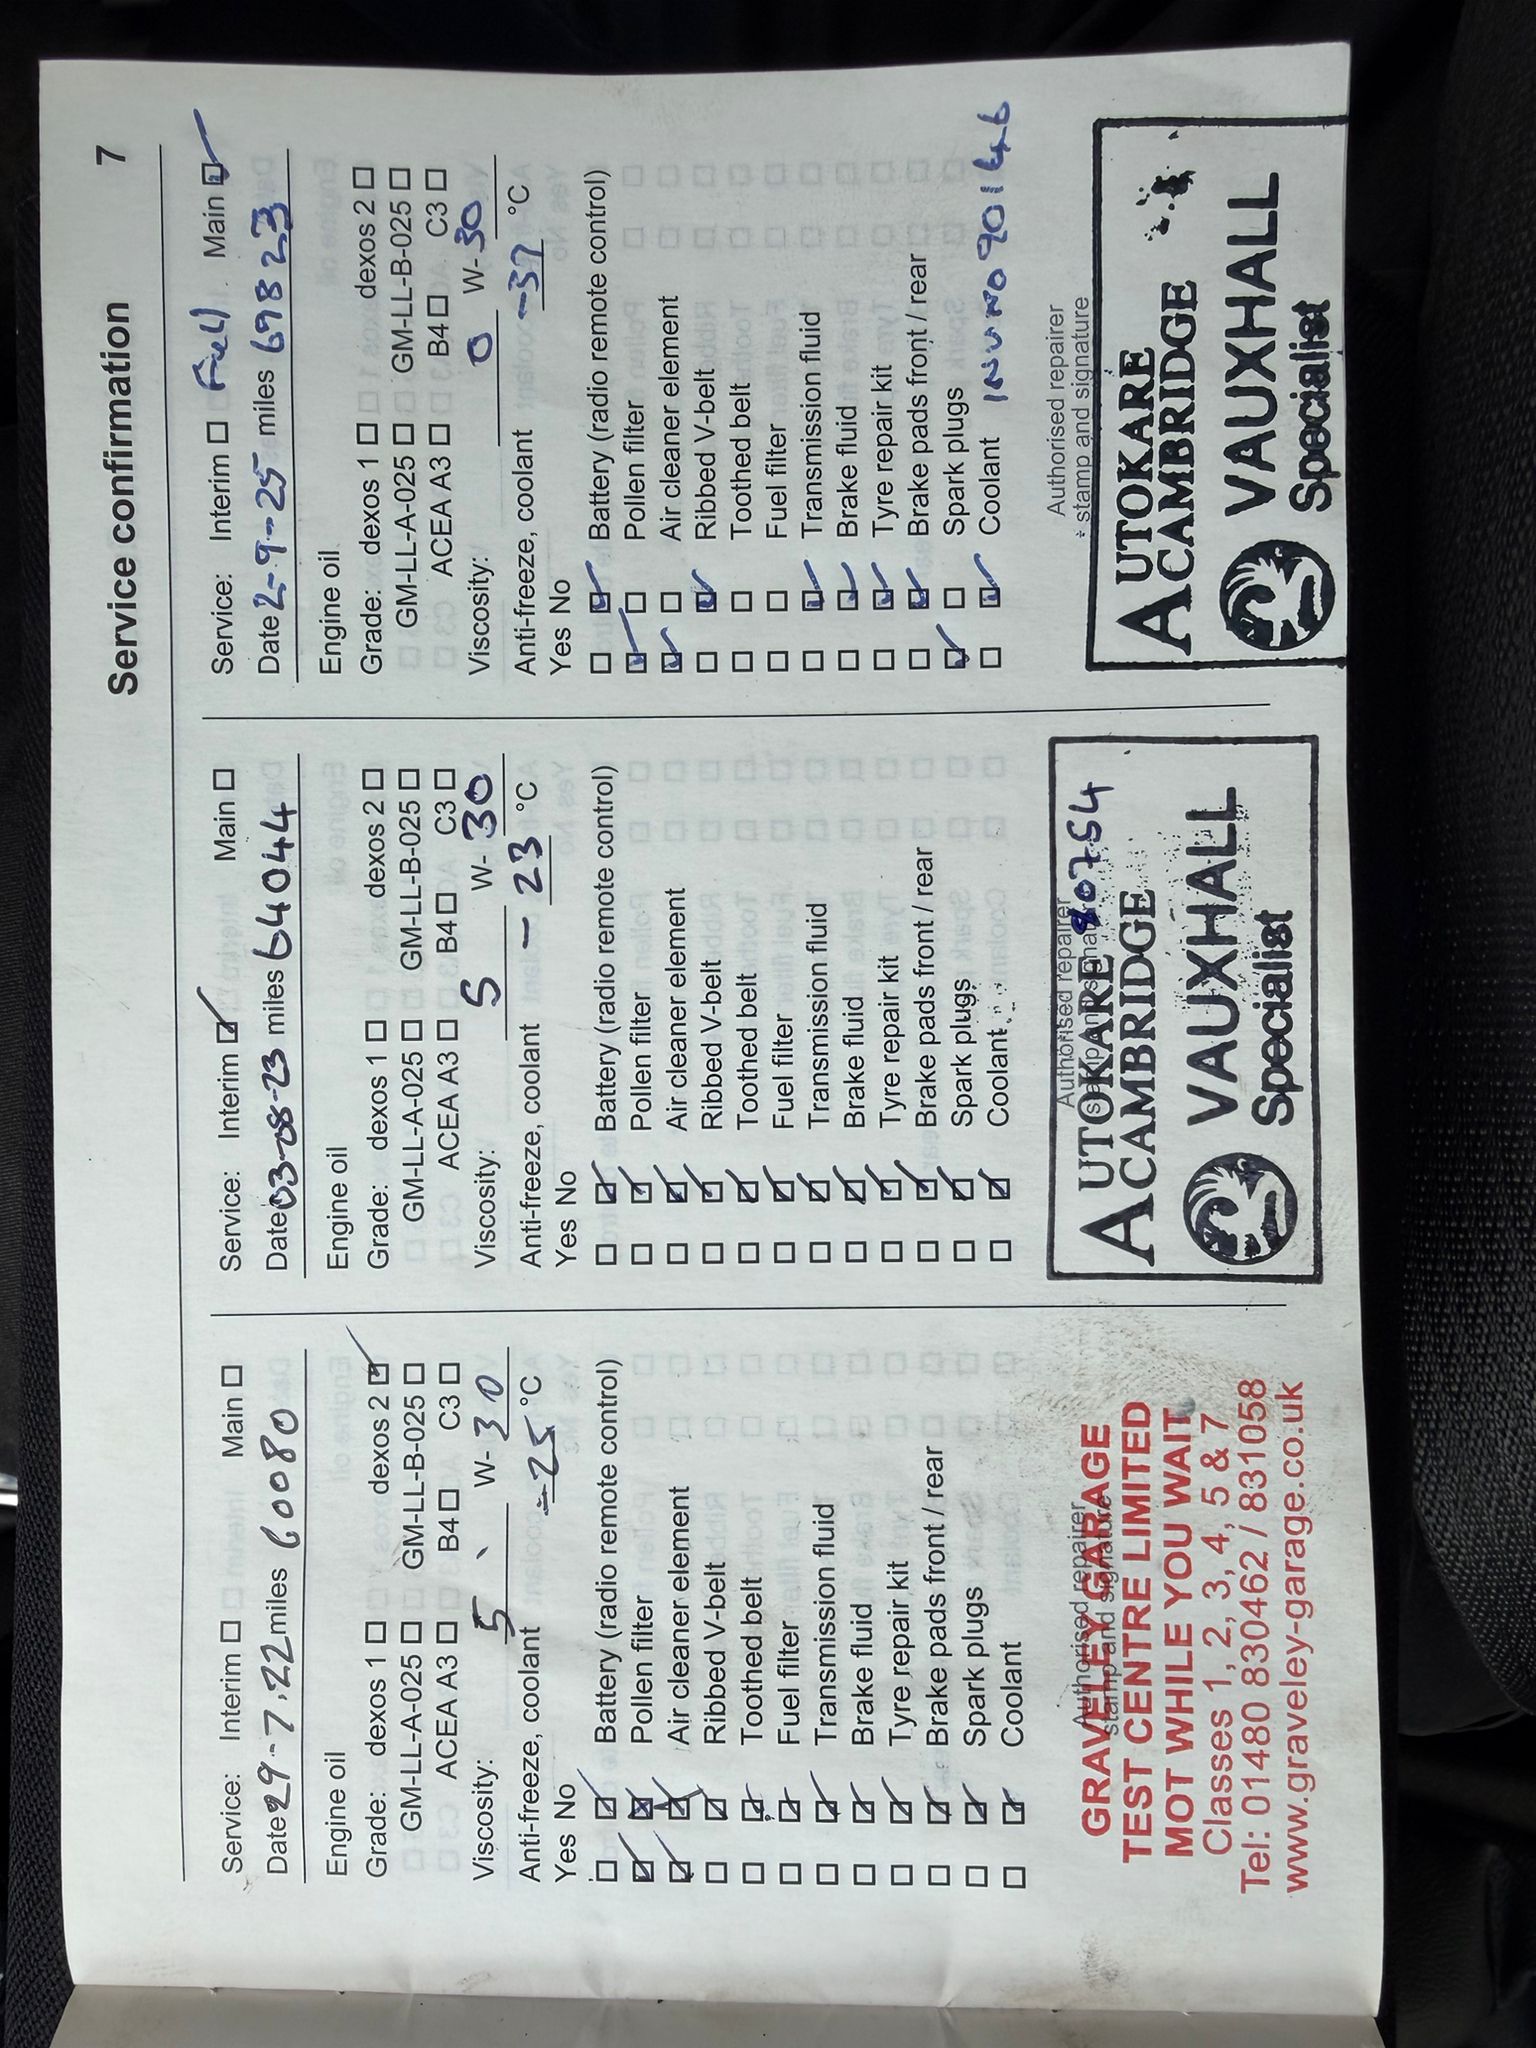 Service confirmation 7
Service: Interim ☐ Main ☐
Date 29-7.22 miles 60080
Engine oil
Grade: dexos 1 ☐ dexos 2 ☑
GM-LL-A-025 ☐ GM-LL-B-025 ☐
ACEA A3 ☐ B4 ☐ C3 ☐
Viscosity: 5 W-30
Anti-freeze, coolant -25 °C
Yes No
☐ ☑ Battery (radio remote control)
☑ ☒ Pollen filter
☑ ☒ Air cleaner element
☐ ☑ Ribbed V-belt
☐ ☑ Toothed belt
☐ ☑ Fuel filter
☐ ☑ Transmission fluid
☐ ☑ Brake fluid
☐ ☑ Tyre repair kit
☐ ☑ Brake pads front / rear
☐ ☑ Spark plugs
☐ ☑ Coolant
Authorised repairer
stamp and signature
GRAVELEY GARAGE
TEST CENTRE LIMITED
MOT WHILE YOU WAIT
Classes 1, 2, 3, 4, 5 & 7
Tel: 01480 830462 / 831058
www.graveley-garage.co.uk
Service: Interim ☑ Main ☐
Date 03-08-23 miles 64044
Engine oil
Grade: dexos 1 ☐ dexos 2 ☐
GM-LL-A-025 ☐ GM-LL-B-025 ☐
ACEA A3 ☐ B4 ☐ C3 ☐
Viscosity: 5 W-30
Anti-freeze, coolant -23 °C
Yes No
☐ ☑ Battery (radio remote control)
☐ ☑ Pollen filter
☐ ☑ Air cleaner element
☐ ☑ Ribbed V-belt
☐ ☑ Toothed belt
☐ ☑ Fuel filter
☐ ☑ Transmission fluid
☐ ☑ Brake fluid
☐ ☑ Tyre repair kit
☐ ☑ Brake pads front / rear
☐ ☑ Spark plugs
☐ ☑ Coolant
Authorised repairer
AUTOKARE 80754
CAMBRIDGE
VAUXHALL
Specialist
Service: Interim ☐ Full Main ☑
Date 2-9-25 miles 69823
Engine oil
Grade: dexos 1 ☐ dexos 2 ☐
GM-LL-A-025 ☐ GM-LL-B-025 ☐
ACEA A3 ☐ B4 ☐ C3 ☐
Viscosity: 0 W-30
Anti-freeze, coolant -37 °C
Yes No
☐ ☑ Battery (radio remote control)
☑ ☐ Pollen filter
☑ ☐ Air cleaner element
☐ ☑ Ribbed V-belt
☐ ☐ Toothed belt
☐ ☐ Fuel filter
☐ ☑ Transmission fluid
☐ ☑ Brake fluid
☐ ☑ Tyre repair kit
☐ ☑ Brake pads front / rear
☑ ☐ Spark plugs
☐ ☑ Coolant INVNO90146
Authorised repairer
* stamp and signature
AUTOKARE
CAMBRIDGE
VAUXHALL
Specialist